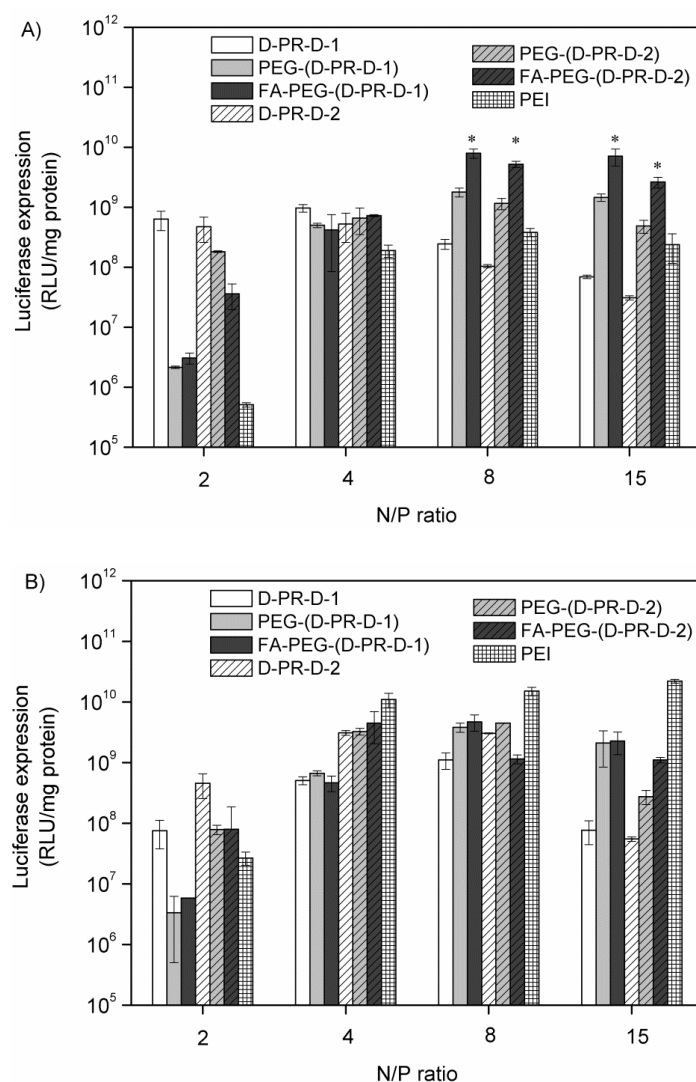 A)
10^12
10^11
10^10
10^9
10^8
10^7
10^6
10^5
Luciferase expression
(RLU/mg protein)
D-PR-D-1
PEG-(D-PR-D-1)
FA-PEG-(D-PR-D-1)
D-PR-D-2
PEG-(D-PR-D-2)
FA-PEG-(D-PR-D-2)
PEI
* * * *
2 4 8 15
N/P ratio
B)
10^12
10^11
10^10
10^9
10^8
10^7
10^6
10^5
Luciferase expression
(RLU/mg protein)
D-PR-D-1
PEG-(D-PR-D-1)
FA-PEG-(D-PR-D-1)
D-PR-D-2
PEG-(D-PR-D-2)
FA-PEG-(D-PR-D-2)
PEI
2 4 8 15
N/P ratio